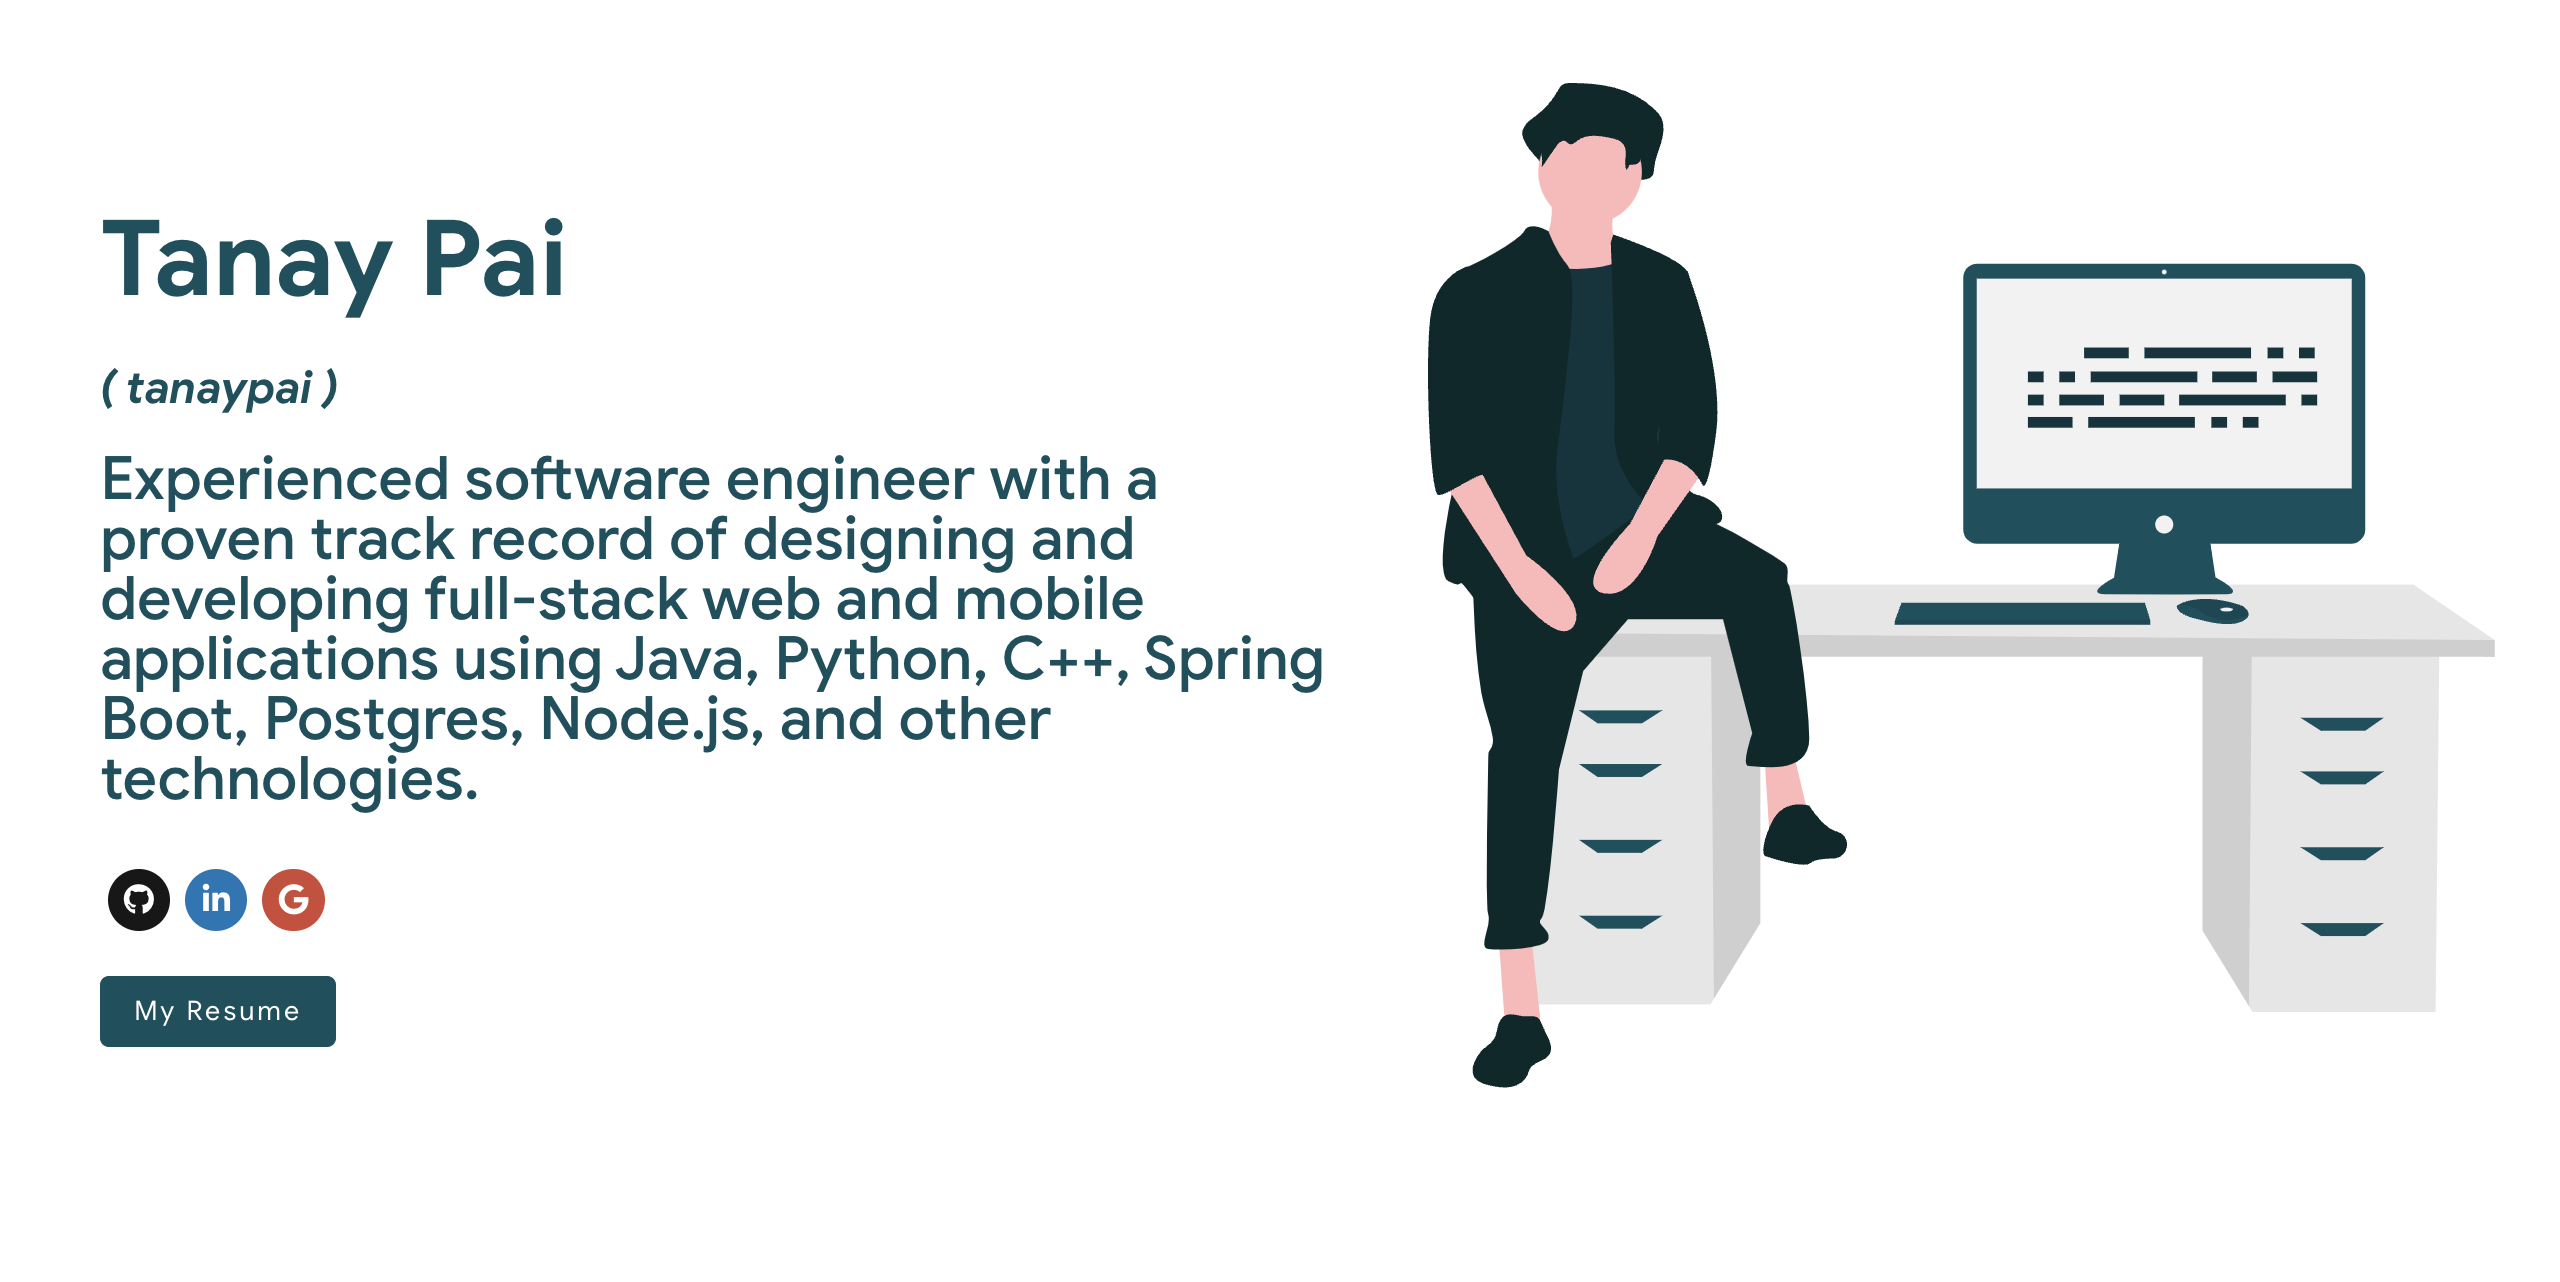 Tanay Pai
( tanaypai )
Experienced software engineer with a
proven track record of designing and
developing full-stack web and mobile
applications using Java, Python, C++, Spring
Boot, Postgres, Node.js, and other
technologies.
in G
My Resume